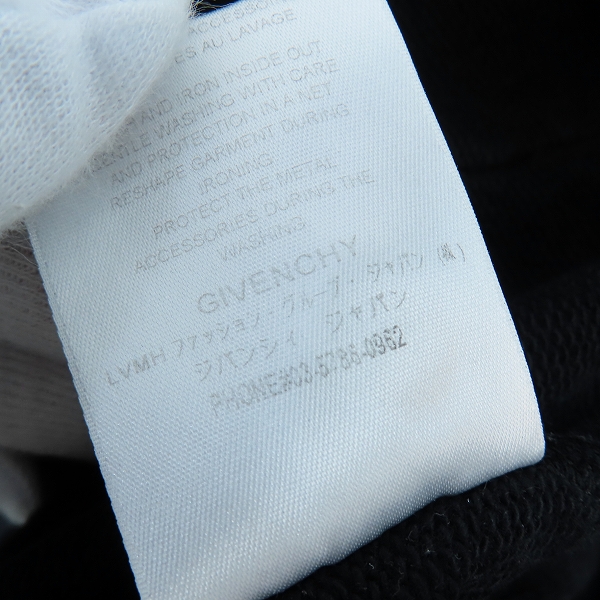 ACCESSOIR
ES AU LAVAGE
AND IRON INSIDE OUT
WASHING WITH CARE
AND PROTECTION IN A NET
RESHAPE GARMENT DURING
IRONING
PROTECT THE METAL
ACCESSORIES DURING THE
WASHING
GIVENCHY
LVMH ファッション・グループ・ジャパン (株)
ジバンシィ ジャパン
PHONE#03-5786-0962